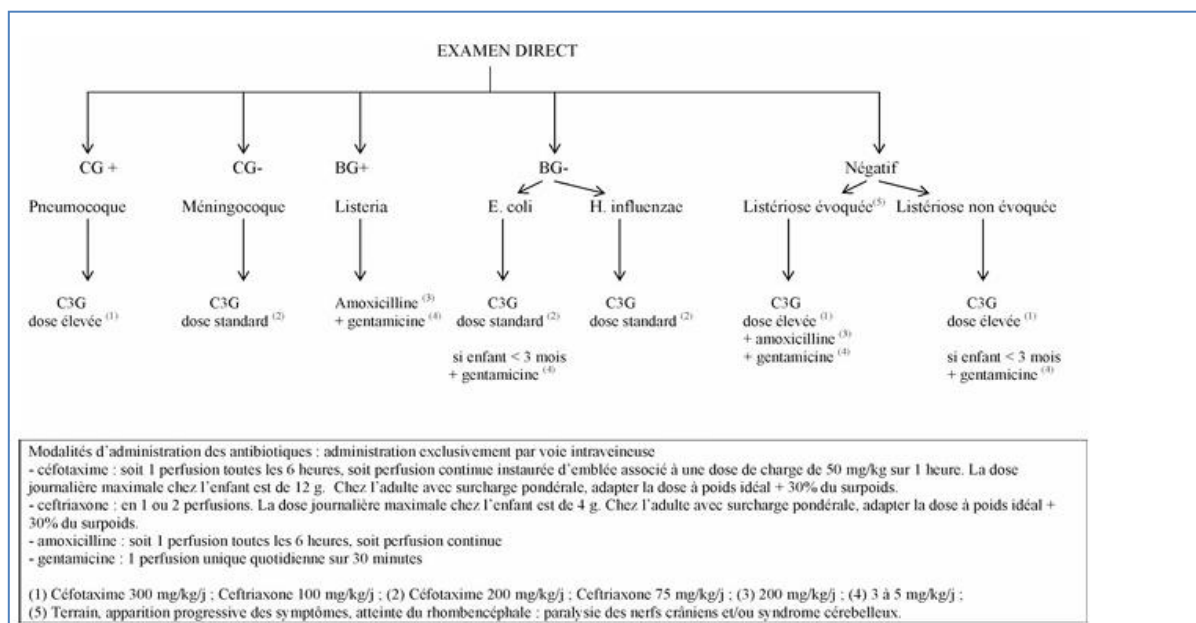 EXAMEN DIRECT
CG + CG- BG+ BG- Négatif
Pneumocoque Méningocoque Listeria E. coli H. influenzae Listériose évoquée(5) Listériose non évoquée
C3G
dose élevée (1)
C3G
dose standard (2)
Amoxicilline (3)
+ gentamicine (4)
C3G
dose standard (2)
si enfant < 3 mois
+ gentamicine (4)
C3G
dose standard (2)
C3G
dose élevée (1)
+ amoxicilline (3)
+ gentamicine (4)
C3G
dose élevée (1)
si enfant < 3 mois
+ gentamicine (4)
Modalités d'administration des antibiotiques : administration exclusivement par voie intraveineuse
- céfotaxime : soit 1 perfusion toutes les 6 heures, soit perfusion continue instaurée d'emblée associé à une dose de charge de 50 mg/kg sur 1 heure. La dose
journalière maximale chez l'enfant est de 12 g. Chez l'adulte avec surcharge pondérale, adapter la dose à poids idéal + 30% du surpoids.
- ceftriaxone : en 1 ou 2 perfusions. La dose journalière maximale chez l'enfant est de 4 g. Chez l'adulte avec surcharge pondérale, adapter la dose à poids idéal +
30% du surpoids.
- amoxicilline : soit 1 perfusion toutes les 6 heures, soit perfusion continue
- gentamicine : 1 perfusion unique quotidienne sur 30 minutes
(1) Céfotaxime 300 mg/kg/j ; Ceftriaxone 100 mg/kg/j ; (2) Céfotaxime 200 mg/kg/j ; Ceftriaxone 75 mg/kg/j ; (3) 200 mg/kg/j ; (4) 3 à 5 mg/kg/j ;
(5) Terrain, apparition progressive des symptômes, atteinte du rhombencéphale : paralysie des nerfs crâniens et/ou syndrome cérebelleux.